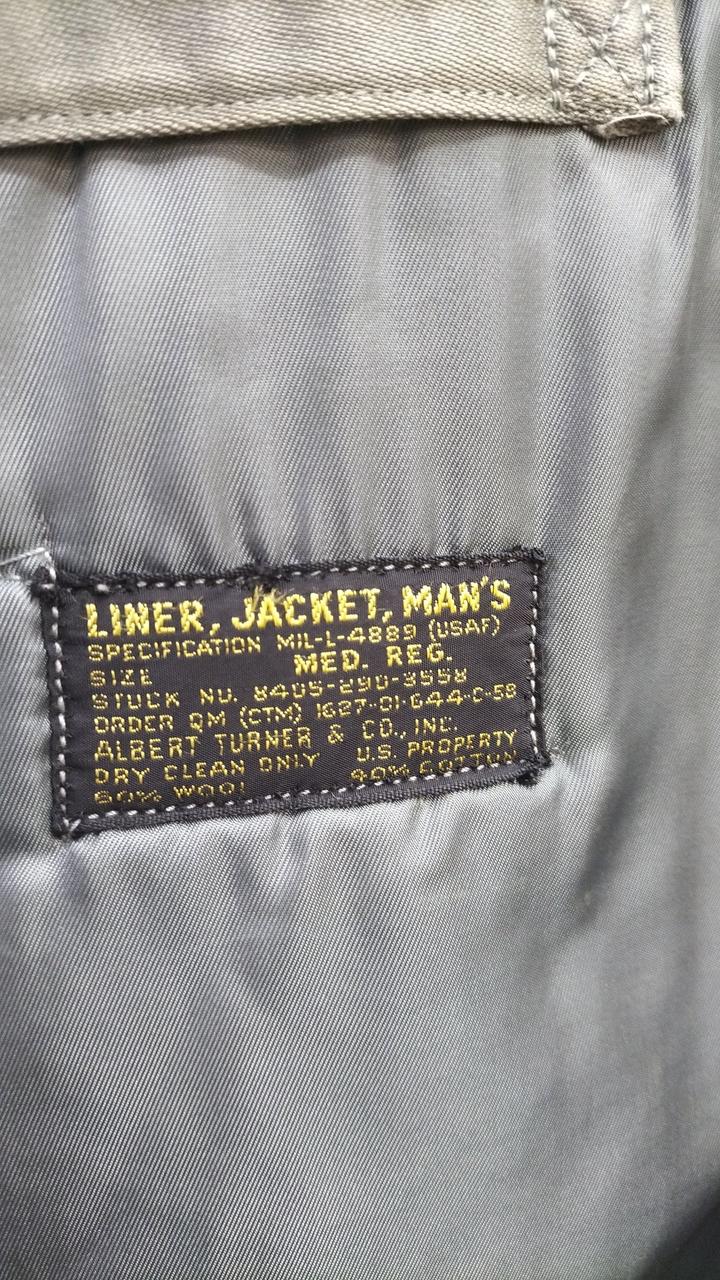 LINER, JACKET, MAN'S
SPECIFICATION MIL-L-4889 (USAF)
SIZE MED. REG.
STOCK NO. 8405-290-3558
ORDER QM (CTM) 1627-01-644-C-58
ALBERT TURNER & CO., INC.
DRY CLEAN ONLY U.S. PROPERTY
60% WOOL 40% COTTON